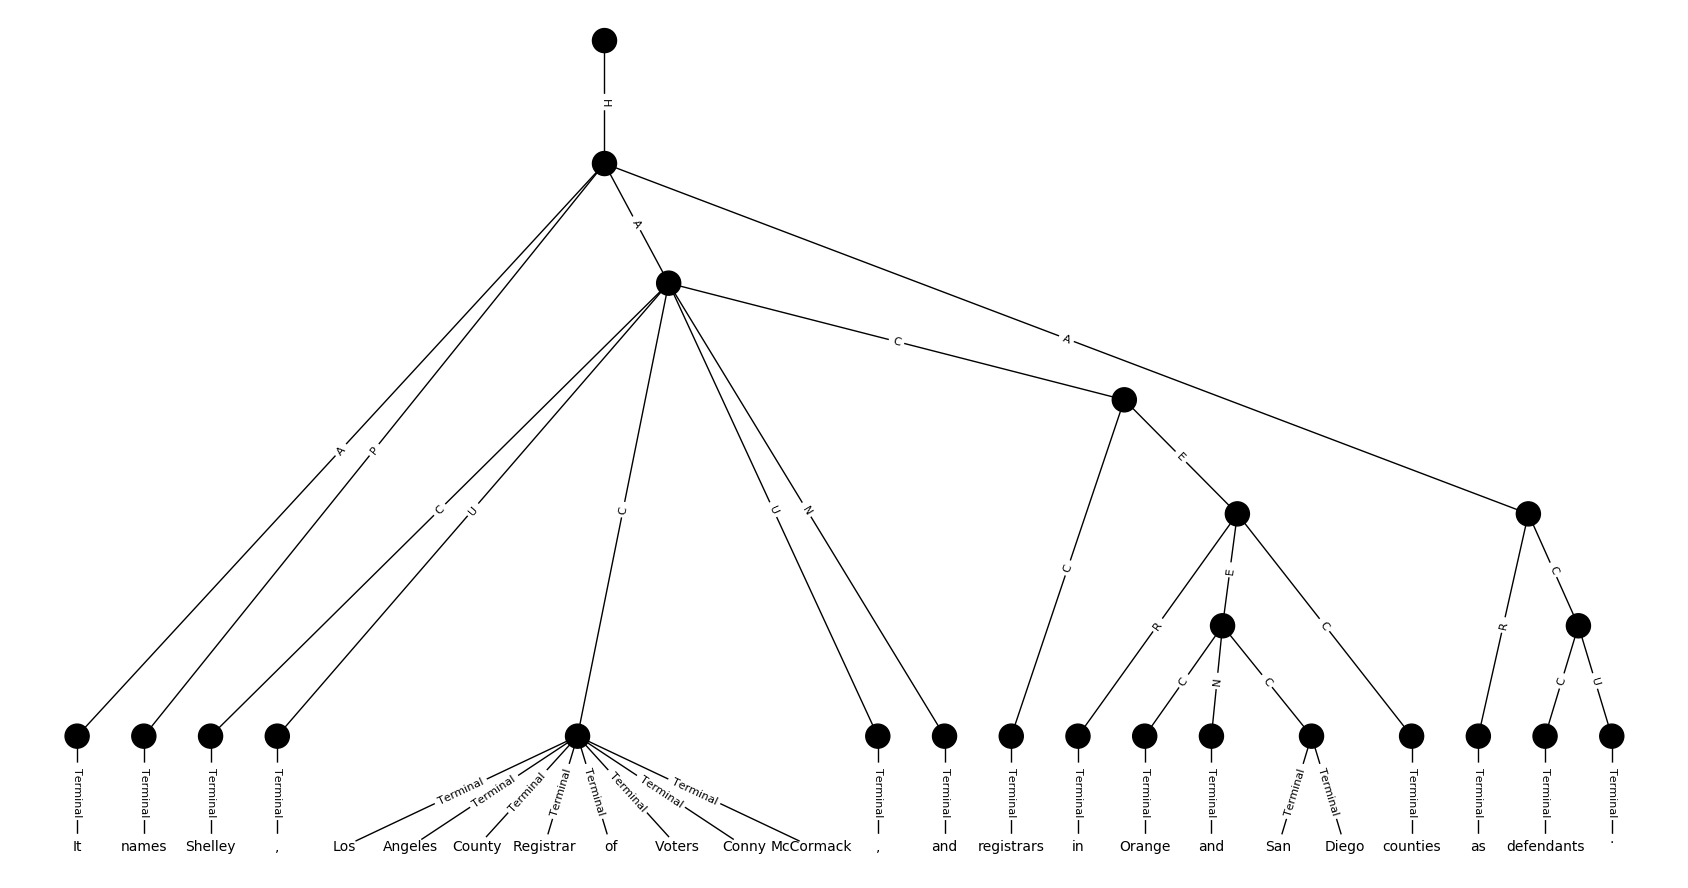 H
A
C
A
A
P
E
C
U
C
U
N
C
E
C
R
R
C
C
N
C
C
U
Terminal Terminal Terminal Terminal Terminal Terminal Terminal Terminal Terminal Terminal Terminal Terminal Terminal Terminal Terminal Terminal Terminal Terminal Terminal Terminal Terminal Terminal Terminal Terminal
It names Shelley , Los Angeles County Registrar of Voters Conny McCormack , and registrars in Orange and San Diego counties as defendants .